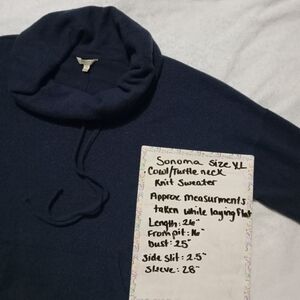 Sonoma Size XL
Cowl/Turtle neck
Knit Sweater
Approx measurments
taken while laying flat
Length: 26"
From pit: 16"
Bust: 25"
Side slit: 2.5"
Sleeve: 28"